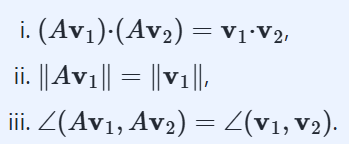 i. (Av₁)·(Av₂) = v₁·v₂,
ii. ‖Av₁‖ = ‖v₁‖,
iii. ∠(Av₁, Av₂) = ∠(v₁, v₂).